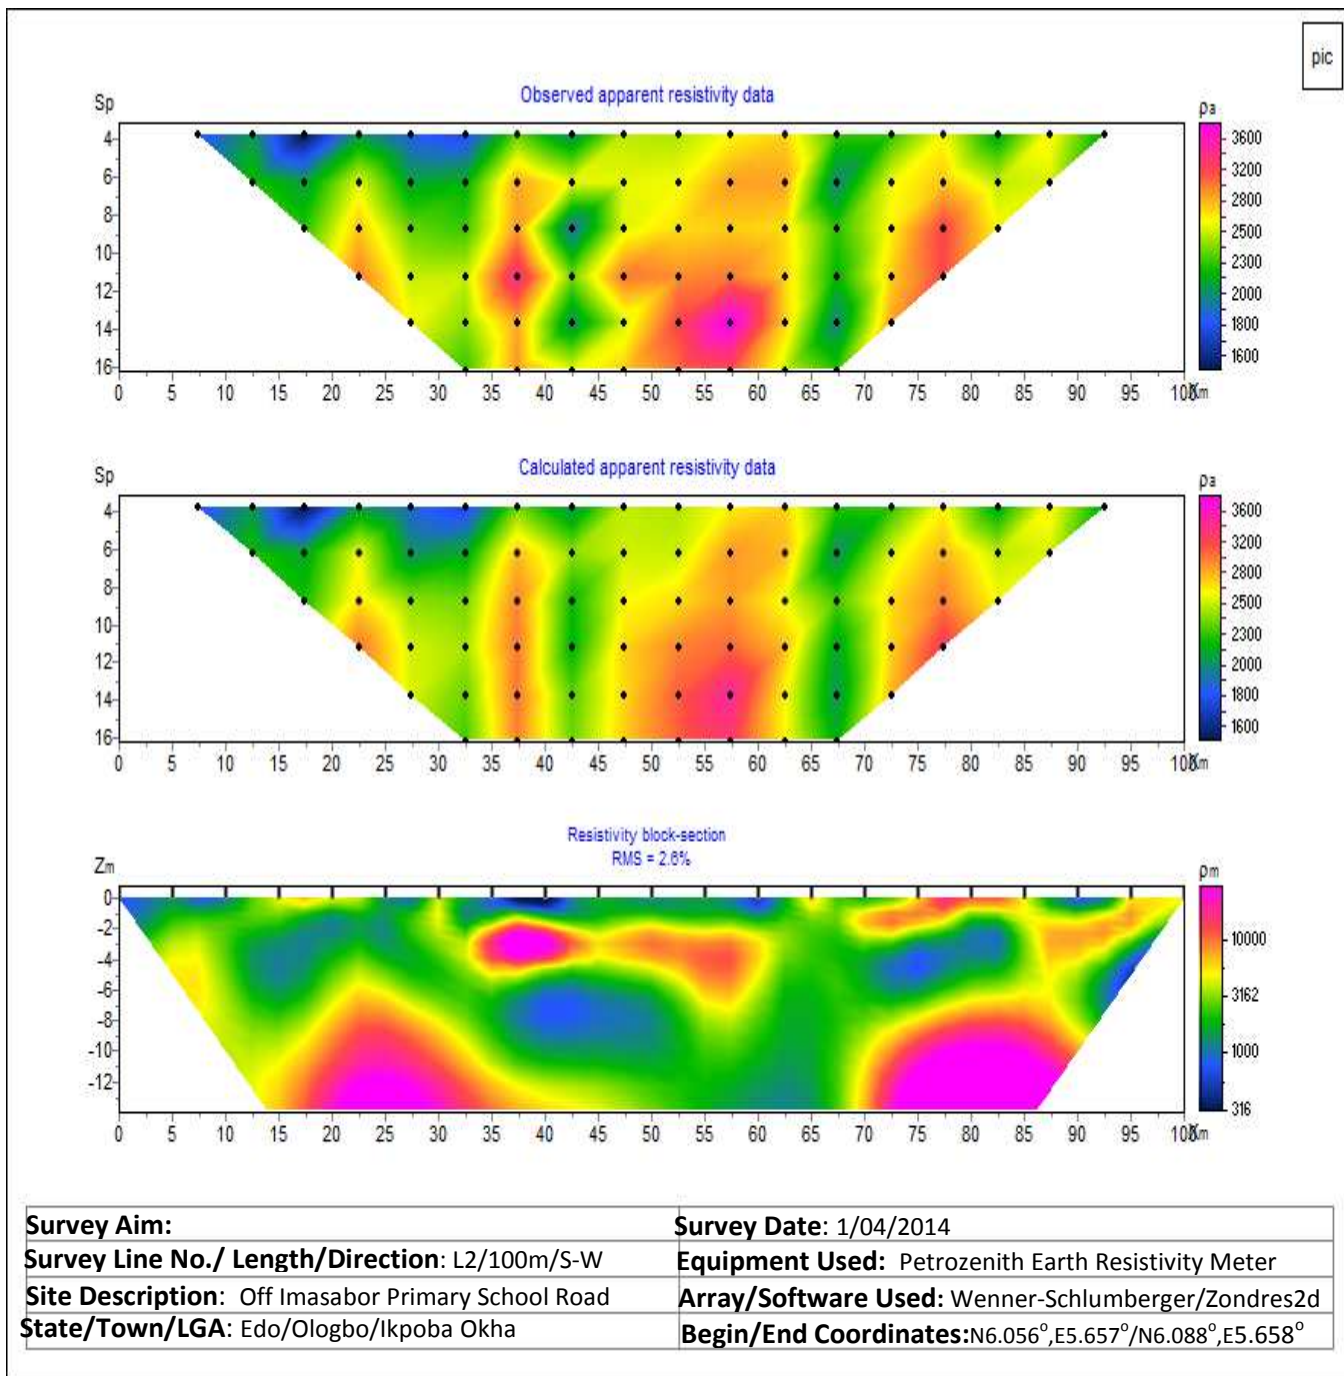 pic
Observed apparent resistivity data
Sp
ρa
4
6
8
10
12
14
16
3600
3200
2800
2500
2300
2000
1800
1600
0 5 10 15 20 25 30 35 40 45 50 55 60 65 70 75 80 85 90 95 100 Xm
Calculated apparent resistivity data
Sp
ρa
4
6
8
10
12
14
16
3600
3200
2800
2500
2300
2000
1800
1600
0 5 10 15 20 25 30 35 40 45 50 55 60 65 70 75 80 85 90 95 100 Xm
Resistivity block-section
RMS = 2.6%
Zm
ρm
0
-2
-4
-6
-8
-10
-12
10000
3162
1000
316
0 5 10 15 20 25 30 35 40 45 50 55 60 65 70 75 80 85 90 95 100 Xm
Survey Aim: Survey Date: 1/04/2014
Survey Line No./ Length/Direction: L2/100m/S-W Equipment Used: Petrozenith Earth Resistivity Meter
Site Description: Off Imasabor Primary School Road Array/Software Used: Wenner-Schlumberger/Zondres2d
State/Town/LGA: Edo/Ologbo/Ikpoba Okha Begin/End Coordinates:N6.056°,E5.657°/N6.088°,E5.658°